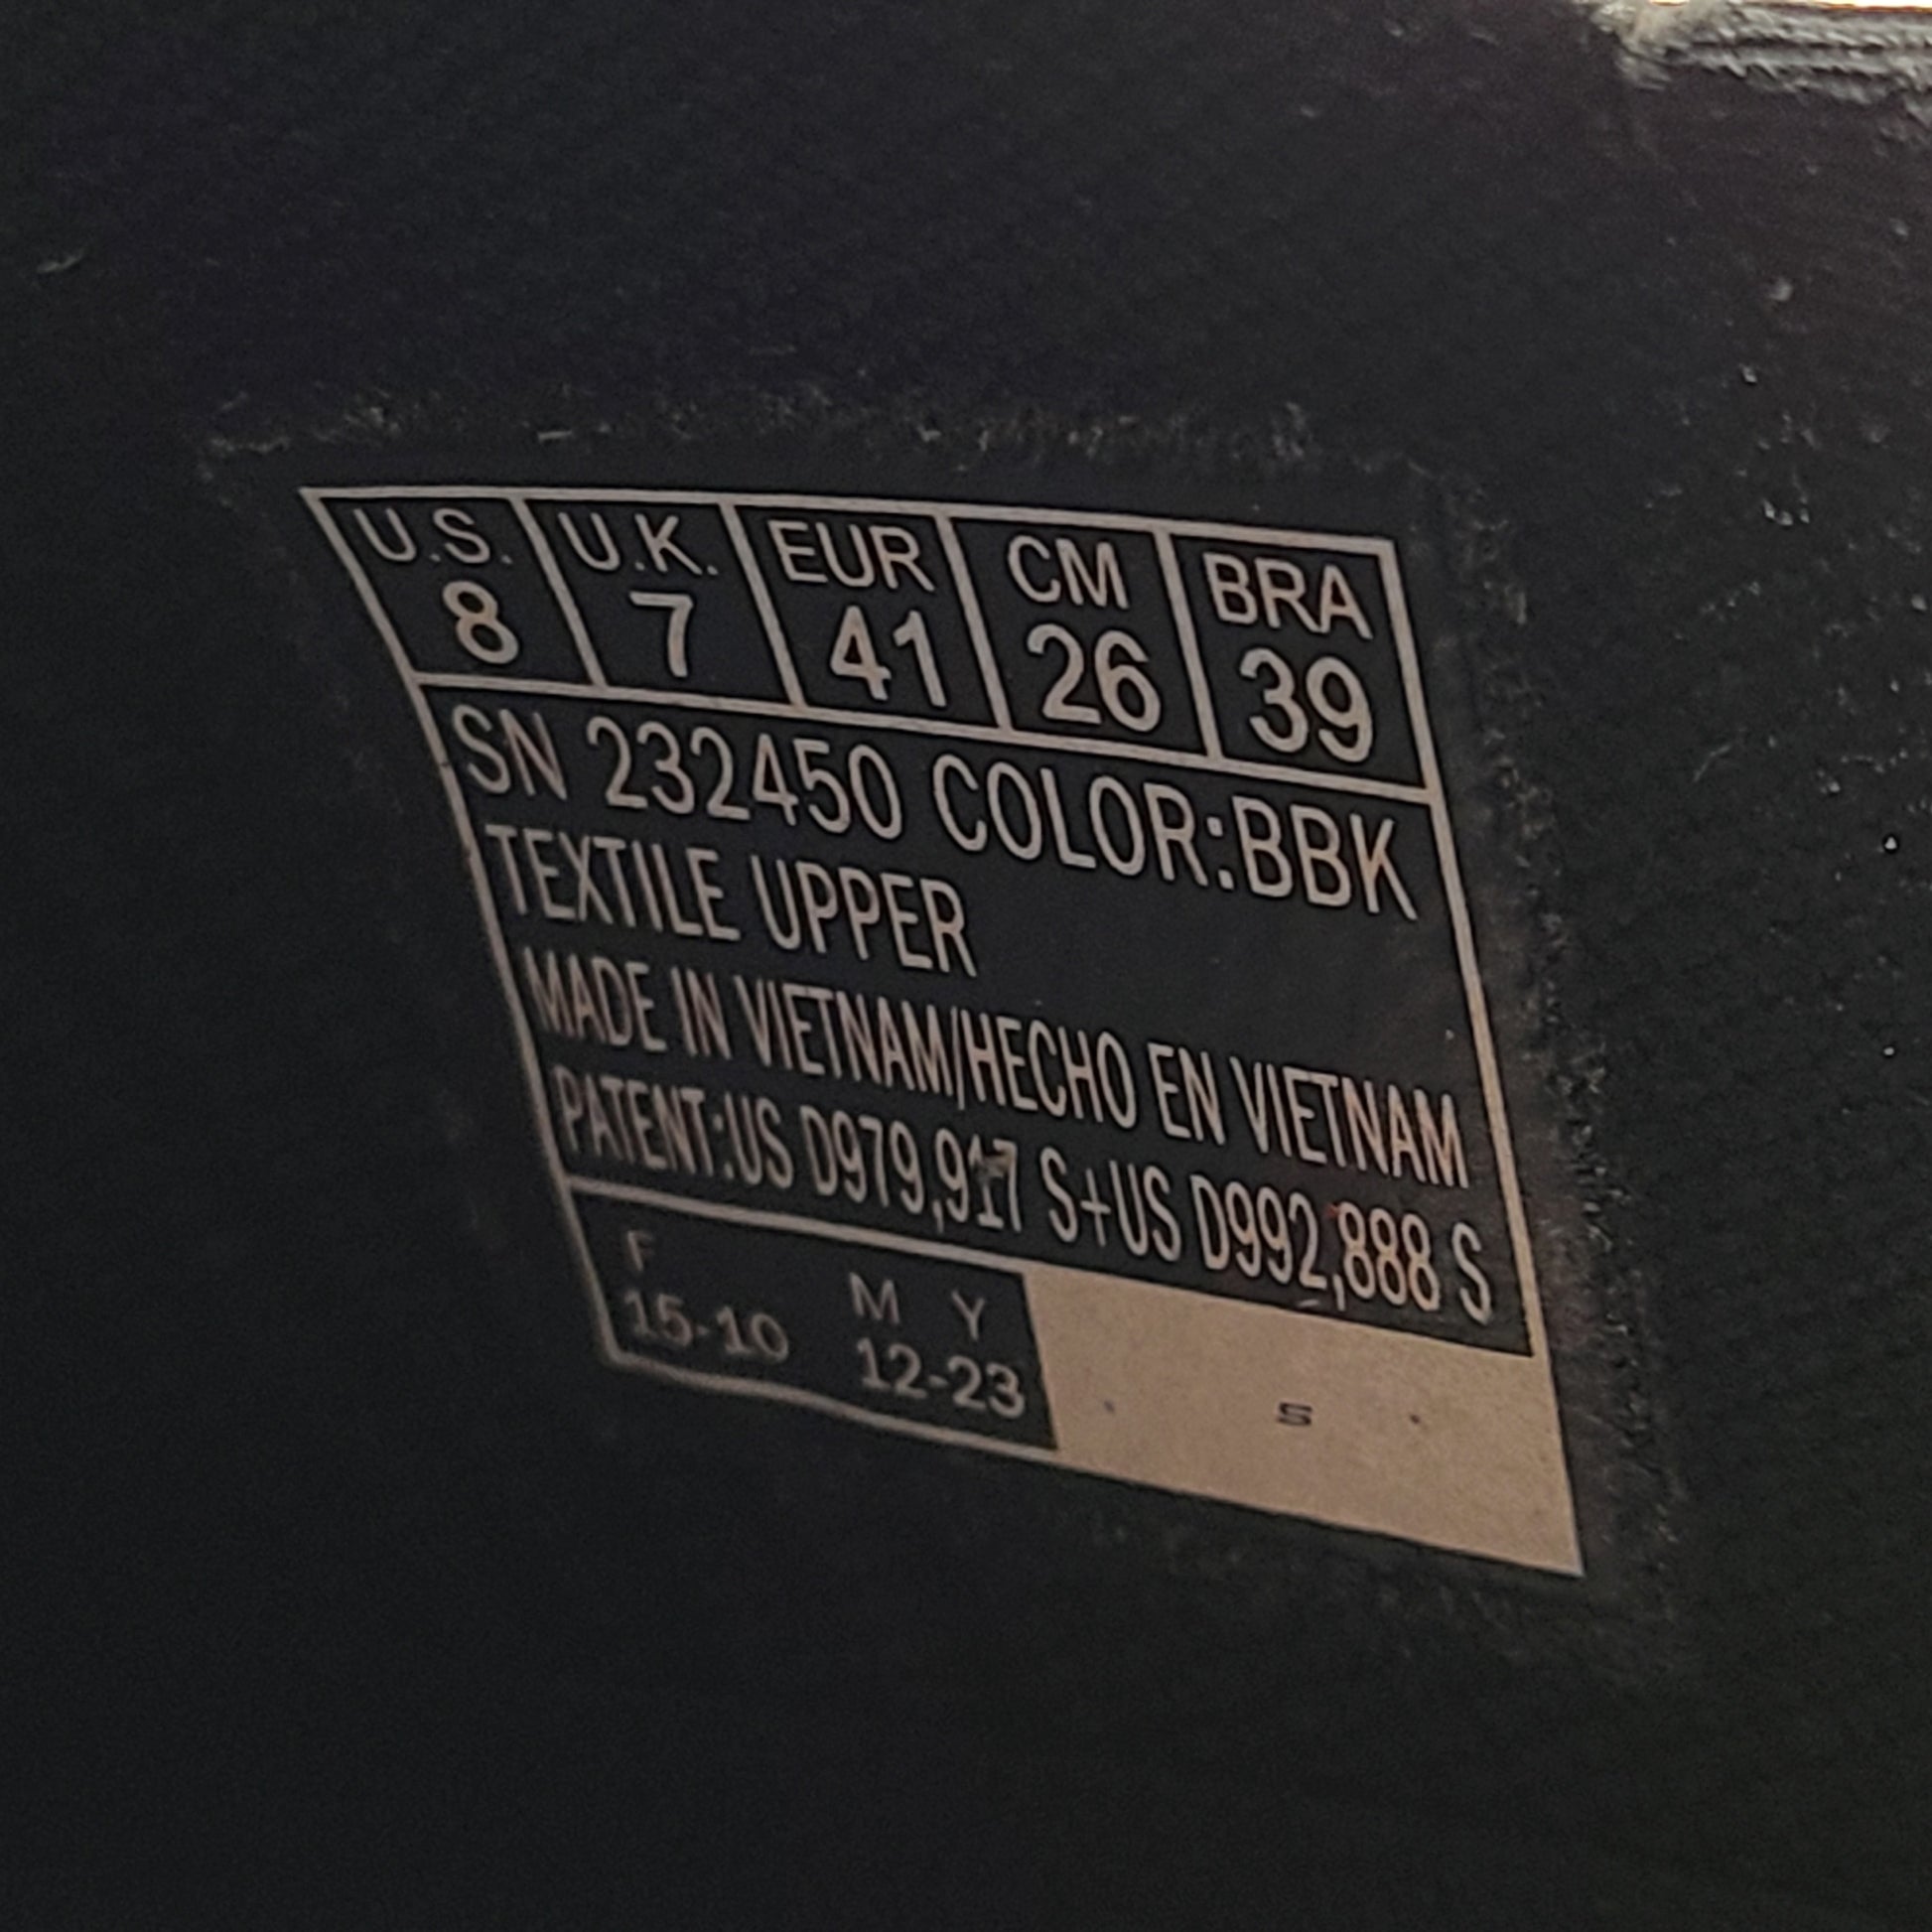 U.S. U.K. EUR CM BRA
8 7 41 26 39
SN 232450 COLOR:BBK
TEXTILE UPPER
MADE IN VIETNAM/HECHO EN VIETNAM
PATENT:US D979,917 S+US D992,888 S
F M Y
15-10 12-23
S